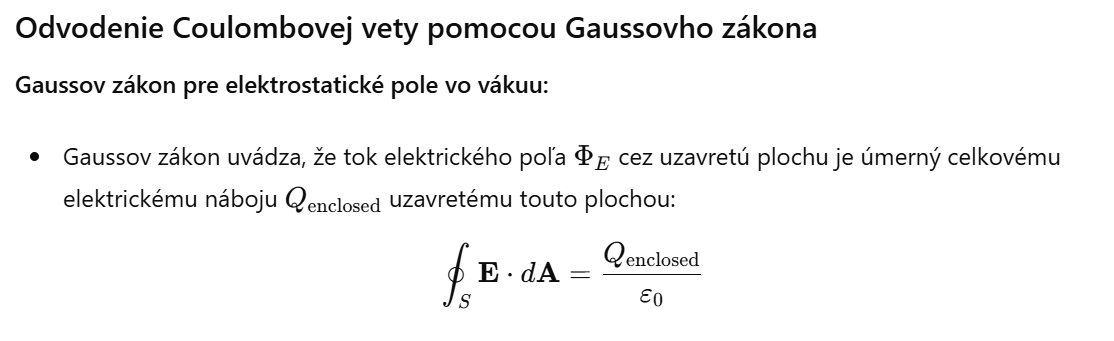 Odvodenie Coulombovej vety pomocou Gaussovho zákona
Gaussov zákon pre elektrostatické pole vo vákuu:
• Gaussov zákon uvádza, že tok elektrického poľa Φ_E cez uzavretú plochu je úmerný celkovému
elektrickému náboju Q_enclosed uzavretému touto plochou:
∮_S E · dA = Q_enclosed / ε_0